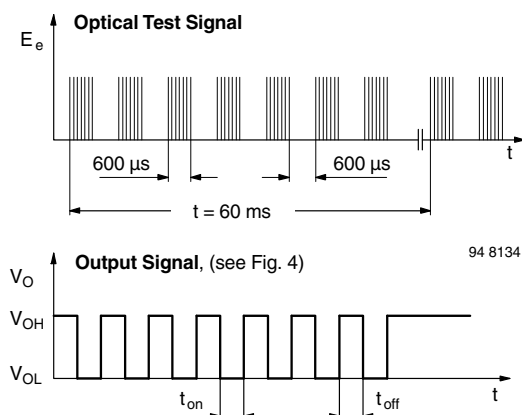 Optical Test Signal
E e
600 µs
600 µs
t
t = 60 ms
Output Signal, (see Fig. 4)
94 8134
V O
V OH
V OL
t on
t off
t